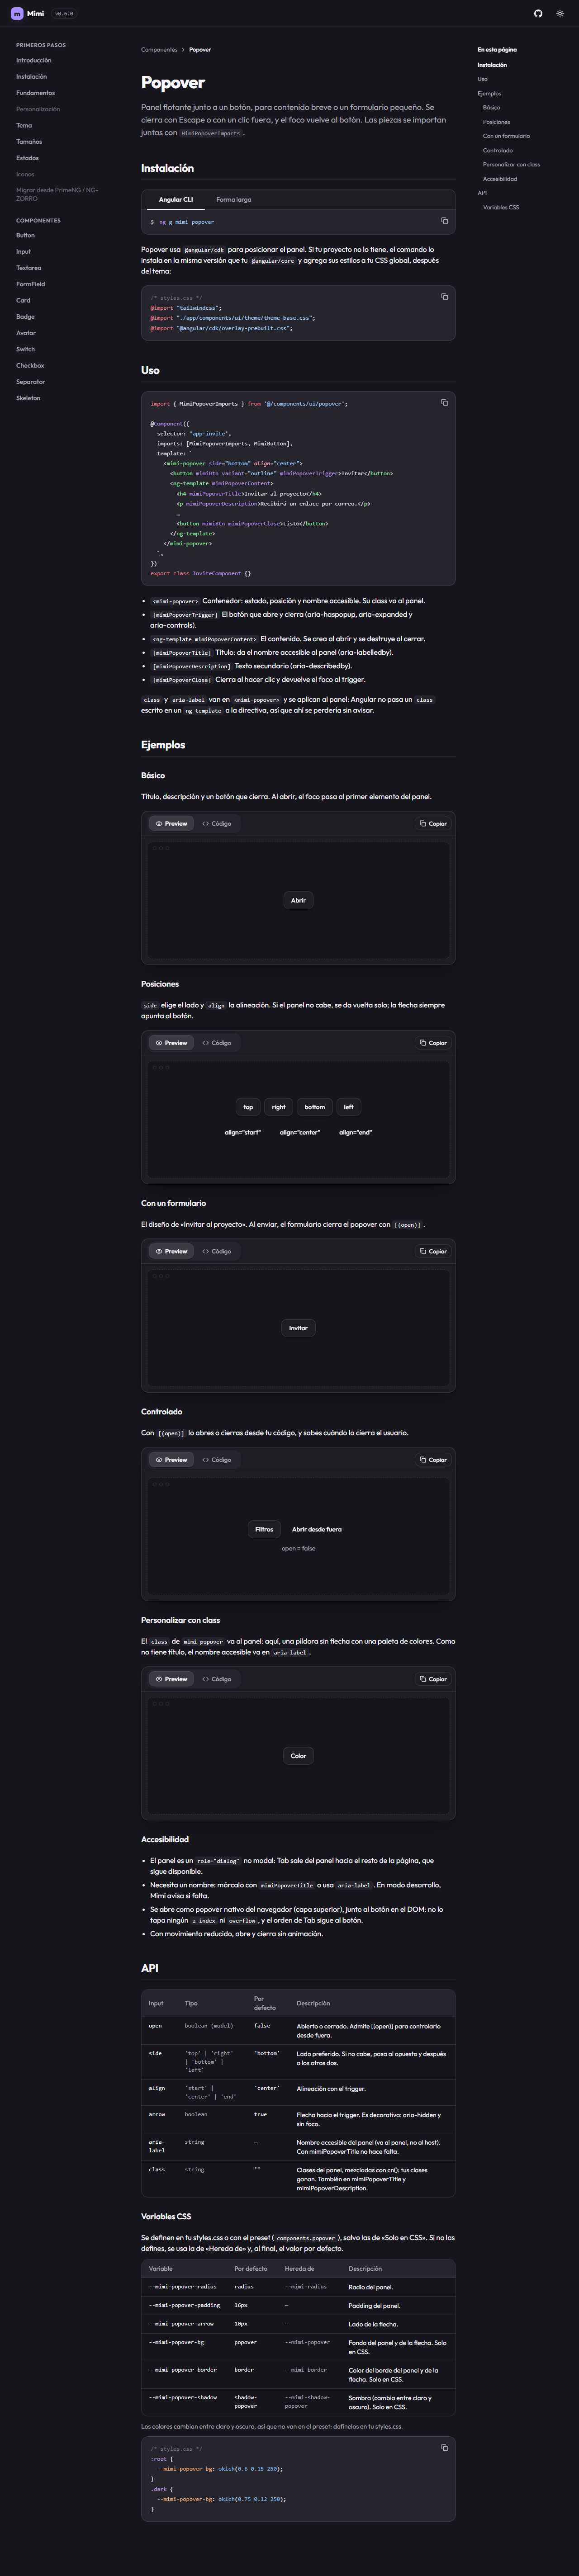 m Mimi v0.6.0
PRIMEROS PASOS
Introducción
Instalación
Fundamentos
Personalización
Tema
Tamaños
Estados
Iconos
Migrar desde PrimeNG / NG-
ZORRO
COMPONENTES
Button
Input
Textarea
FormField
Card
Badge
Avatar
Switch
Checkbox
Separator
Skeleton
Componentes > Popover
Popover
Panel flotante junto a un botón, para contenido breve o un formulario pequeño. Se
cierra con Escape o con un clic fuera, y el foco vuelve al botón. Las piezas se importan
juntas con MimiPopoverImports.
Instalación
Angular CLI Forma larga
$ ng g mimi popover
Popover usa @angular/cdk para posicionar el panel. Si tu proyecto no lo tiene, el comando lo
instala en la misma versión que tu @angular/core y agrega sus estilos a tu CSS global, después
del tema:
/* styles.css */
@import "tailwindcss";
@import "./app/components/ui/theme/theme-base.css";
@import "@angular/cdk/overlay-prebuilt.css";
Uso
import { MimiPopoverImports } from '@/components/ui/popover';
@Component({
selector: 'app-invite',
imports: [MimiPopoverImports, MimiButton],
template: `
<mimi-popover side="bottom" align="center">
<button mimiBtn variant="outline" mimiPopoverTrigger>Invitar</button>
<ng-template mimiPopoverContent>
<h4 mimiPopoverTitle>Invitar al proyecto</h4>
<p mimiPopoverDescription>Recibirá un enlace por correo.</p>
…
<button mimiBtn mimiPopoverClose>Listo</button>
</ng-template>
</mimi-popover>
`,
})
export class InviteComponent {}
• <mimi-popover> Contenedor: estado, posición y nombre accesible. Su class va al panel.
• [mimiPopoverTrigger] El botón que abre y cierra (aria-haspopup, aria-expanded y
aria-controls).
• <ng-template mimiPopoverContent> El contenido. Se crea al abrir y se destruye al cerrar.
• [mimiPopoverTitle] Título: da el nombre accesible al panel (aria-labelledby).
• [mimiPopoverDescription] Texto secundario (aria-describedby).
• [mimiPopoverClose] Cierra al hacer clic y devuelve el foco al trigger.
class y aria-label van en <mimi-popover> y se aplican al panel: Angular no pasa un class
escrito en un ng-template a la directiva, así que ahí se perdería sin avisar.
Ejemplos
Básico
Título, descripción y un botón que cierra. Al abrir, el foco pasa al primer elemento del panel.
Preview Código Copiar
Abrir
Posiciones
side elige el lado y align la alineación. Si el panel no cabe, se da vuelta solo; la flecha siempre
apunta al botón.
Preview Código Copiar
top right bottom left
align="start" align="center" align="end"
Con un formulario
El diseño de «Invitar al proyecto». Al enviar, el formulario cierra el popover con [(open)].
Preview Código Copiar
Invitar
Controlado
Con [(open)] lo abres o cierras desde tu código, y sabes cuándo lo cierra el usuario.
Preview Código Copiar
Filtros Abrir desde fuera
open = false
Personalizar con class
El class de mimi-popover va al panel: aquí, una píldora sin flecha con una paleta de colores. Como
no tiene título, el nombre accesible va en aria-label.
Preview Código Copiar
Color
Accesibilidad
• El panel es un role="dialog" no modal: Tab sale del panel hacia el resto de la página, que
sigue disponible.
• Necesita un nombre: márcalo con mimiPopoverTitle o usa aria-label. En modo desarrollo,
Mimi avisa si falta.
• Se abre como popover nativo del navegador (capa superior), junto al botón en el DOM: no lo
tapa ningún z-index ni overflow, y el orden de Tab sigue al botón.
• Con movimiento reducido, abre y cierra sin animación.
API
Input Tipo Por defecto Descripción
open boolean (model) false Abierto o cerrado. Admite [(open)] para controlarlo
desde fuera.
side 'top' | 'right' | 'bottom' | 'left' 'bottom' Lado preferido. Si no cabe, pasa al opuesto y después
a los otros dos.
align 'start' | 'center' | 'end' 'center' Alineación con el trigger.
arrow boolean true Flecha hacia el trigger. Es decorativa: aria-hidden y
sin foco.
aria-label string — Nombre accesible del panel (va al panel, no al host).
Con mimiPopoverTitle no hace falta.
class string '' Clases del panel, mezcladas con cn(): tus clases
ganan. También en mimiPopoverTitle y
mimiPopoverDescription.
Variables CSS
Se definen en tu styles.css o con el preset (components.popover), salvo las de «Solo en CSS». Si no las
defines, se usa la de «Hereda de» y, al final, el valor por defecto.
Variable Por defecto Hereda de Descripción
--mimi-popover-radius radius --mimi-radius Radio del panel.
--mimi-popover-padding 16px — Padding del panel.
--mimi-popover-arrow 10px — Lado de la flecha.
--mimi-popover-bg popover --mimi-popover Fondo del panel y de la flecha. Solo
en CSS.
--mimi-popover-border border --mimi-border Color del borde del panel y de la
flecha. Solo en CSS.
--mimi-popover-shadow shadow-popover --mimi-shadow-popover Sombra (cambia entre claro y
oscuro). Solo en CSS.
Los colores cambian entre claro y oscuro, así que no van en el preset: defínelos en tu styles.css.
/* styles.css */
:root {
--mimi-popover-bg: oklch(0.6 0.15 250);
}
.dark {
--mimi-popover-bg: oklch(0.75 0.12 250);
}
En esta página
Instalación
Uso
Ejemplos
Básico
Posiciones
Con un formulario
Controlado
Personalizar con class
Accesibilidad
API
Variables CSS